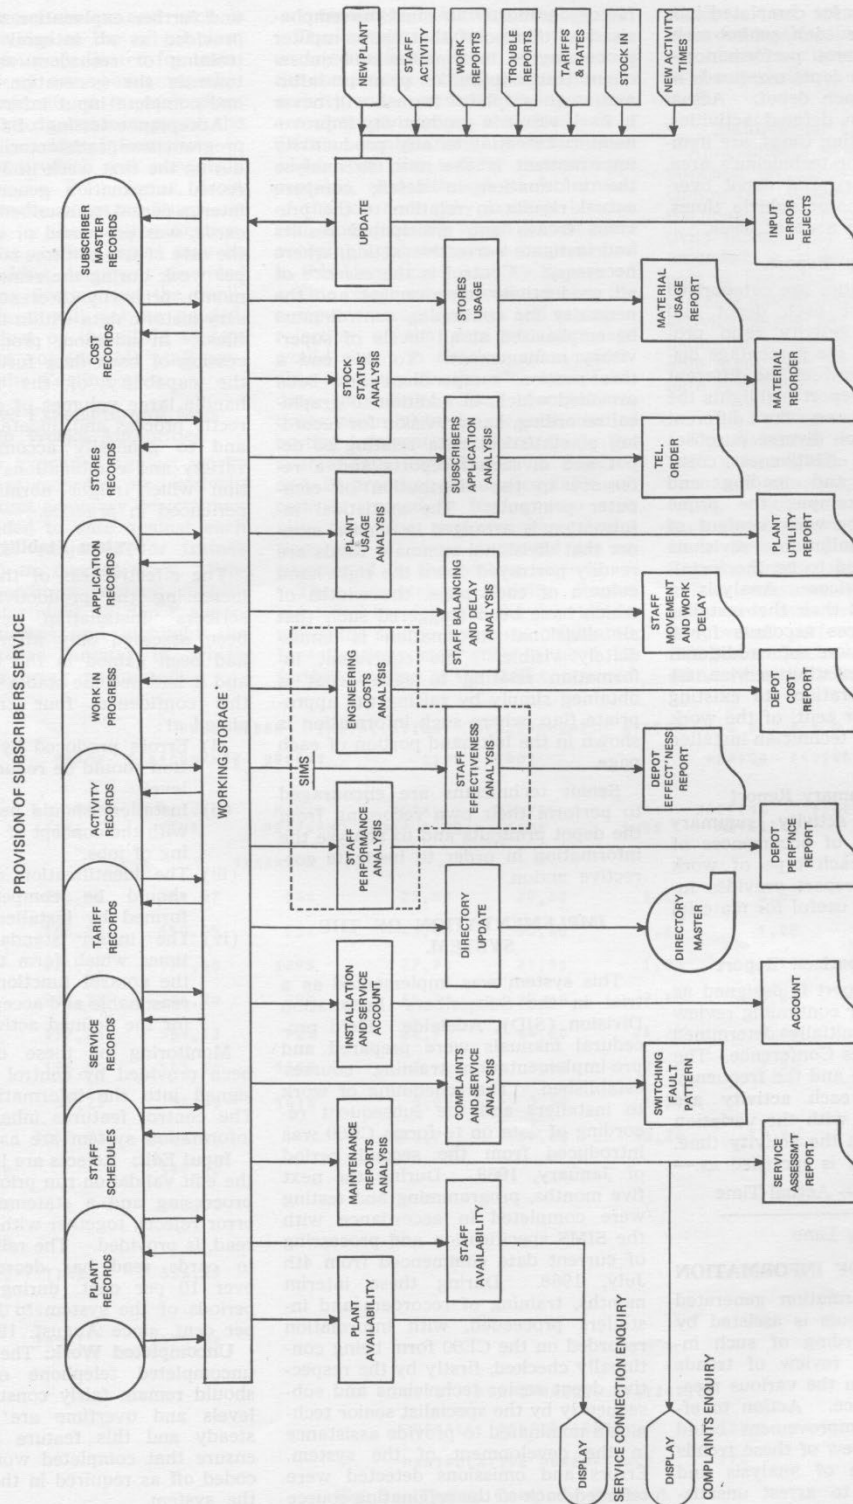 PROVISION OF SUBSCRIBERS SERVICE
PLANT
RECORDS
STAFF
SCHEDULES
SERVICE
RECORDS
TARIFF
RECORDS
ACTIVITY
RECORDS
WORK IN
PROGRESS
APPLICATION
RECORDS
STORES
RECORDS
COST
RECORDS
SUBSCRIBER
MASTER
RECORDS
WORKING STORAGE
SIMS
PLANT
AVAILABILITY
MAINTENANCE
REPORTS
ANALYSIS
INSTALLATION
AND SERVICE
ACCOUNT
STAFF
PERFORMANCE
ANALYSIS
ENGINEERING
COSTS
ANALYSIS
PLANT
USAGE
ANALYSIS
STOCK
STATUS
ANALYSIS
UPDATE
STAFF
AVAILABILITY
COMPLAINTS
AND SERVICE
ANALYSIS
DIRECTORY
UPDATE
STAFF
EFFECTIVENESS
ANALYSIS
STAFF BALANCING
AND DELAY
ANALYSIS
SUBSCRIBERS
APPLICATION
ANALYSIS
STORES
USAGE
NEW PLANT
STAFF
ACTIVITY
WORK
REPORTS
TROUBLE
REPORTS
TARIFFS
& RATES
STOCK IN
NEW ACTIVITY
TIMES
DISPLAY
SERVICE CONNECTION ENQUIRY
DISPLAY
COMPLAINTS ENQUIRY
SWITCHING
FAULT
PATTERN
DIRECTORY
MASTER
DEPOT
EFFECT'NESS
REPORT
STAFF
MOVEMENT
AND WORK
DELAY
TEL.
ORDER
MATERIAL
USAGE
REPORT
SERVICE
ASSESSM'T
REPORT
ACCOUNT
DEPOT
PERF'NCE
REPORT
DEPOT
COST
REPORT
PLANT
UTILITY
REPORT
MATERIAL
REORDER
INPUT
ERROR
REJECTS